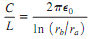 C/L = 2πϵ₀ / ln (r_b/r_a)